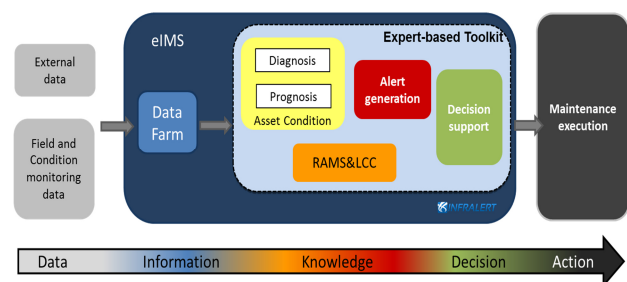 External
data
Field and
Condition
monitoring
data
eIMS
Data
Farm
Expert-based Toolkit
Diagnosis
Prognosis
Asset Condition
Alert
generation
Decision
support
RAMS&LCC
INFRALERT
Maintenance
execution
Data Information Knowledge Decision Action